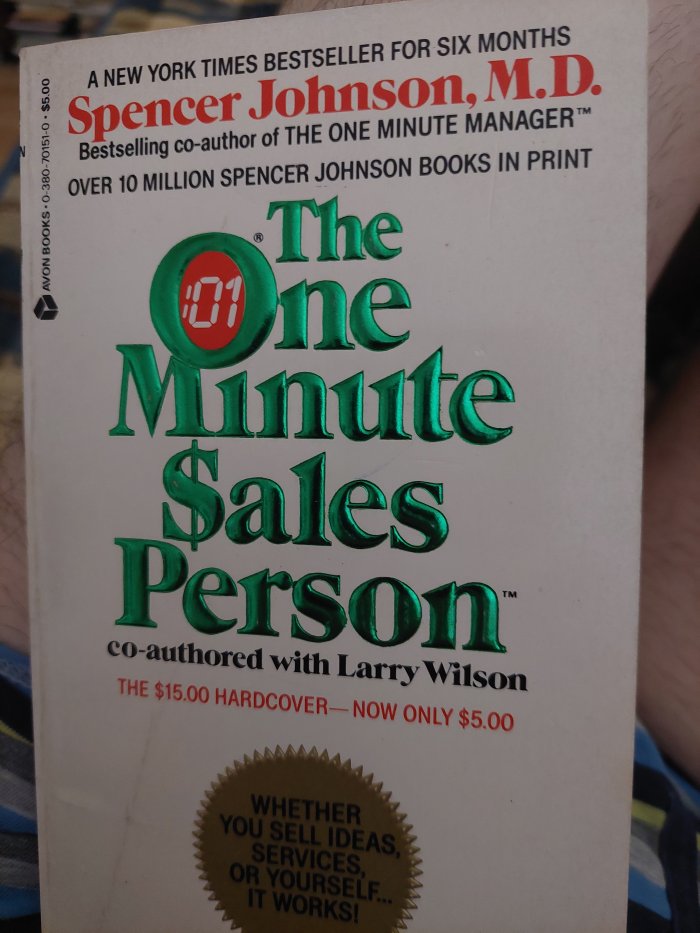 A NEW YORK TIMES BESTSELLER FOR SIX MONTHS
Spencer Johnson, M.D.
Bestselling co-author of THE ONE MINUTE MANAGER™
OVER 10 MILLION SPENCER JOHNSON BOOKS IN PRINT
AVON BOOKS • 0-380-70151-0 • $5.00
The
®
One
:01
Minute
$ales
Person™
co-authored with Larry Wilson
THE $15.00 HARDCOVER—NOW ONLY $5.00
WHETHER
YOU SELL IDEAS,
SERVICES,
OR YOURSELF...
IT WORKS!